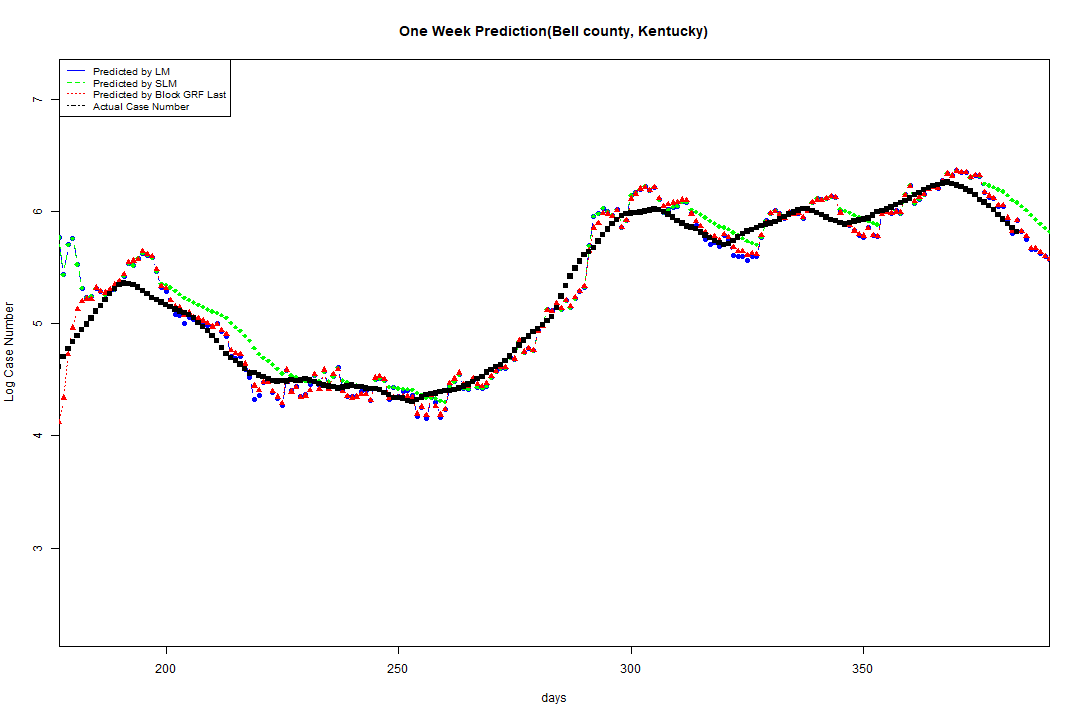 One Week Prediction(Bell county, Kentucky)
Predicted by LM
Predicted by SLM
Predicted by Block GRF Last
Actual Case Number
7
6
5
4
3
Log Case Number
200 250 300 350
days